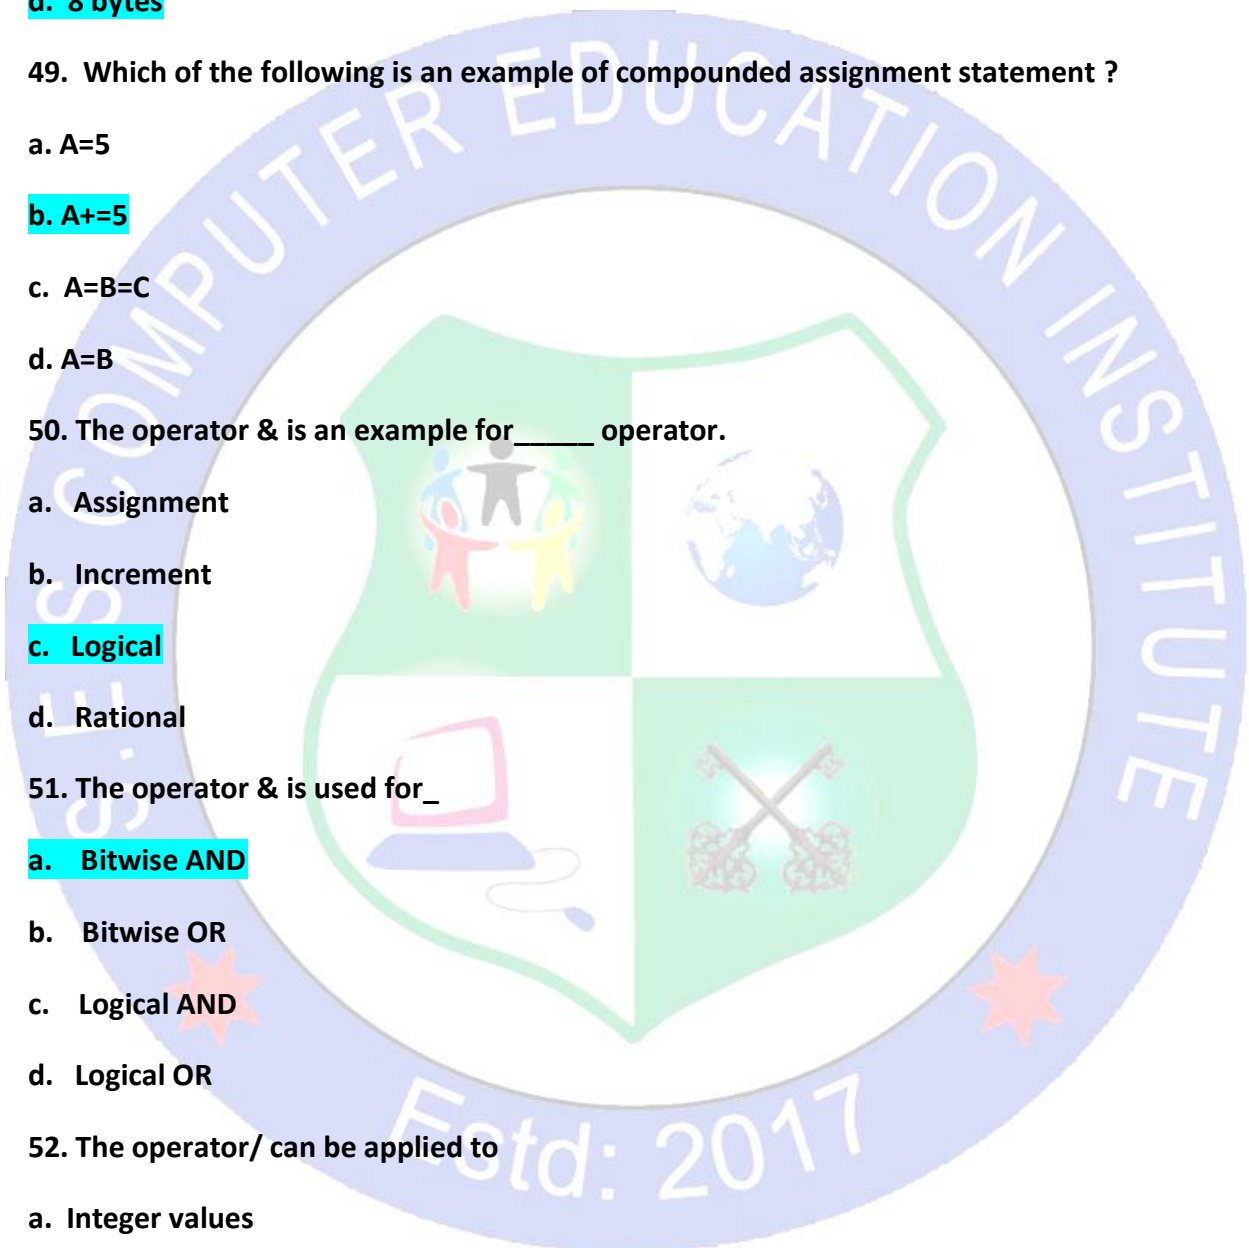 d. 8 bytes
49. Which of the following is an example of compounded assignment statement ?
a. A=5
b. A+=5
c. A=B=C
d. A=B
50. The operator & is an example for_____ operator.
a. Assignment
b. Increment
c. Logical
d. Rational
51. The operator & is used for_
a. Bitwise AND
b. Bitwise OR
c. Logical AND
d. Logical OR
52. The operator/ can be applied to
a. Integer values
S.E'S COMPUTER EDUCATION INSTITUTE
Estd: 2017